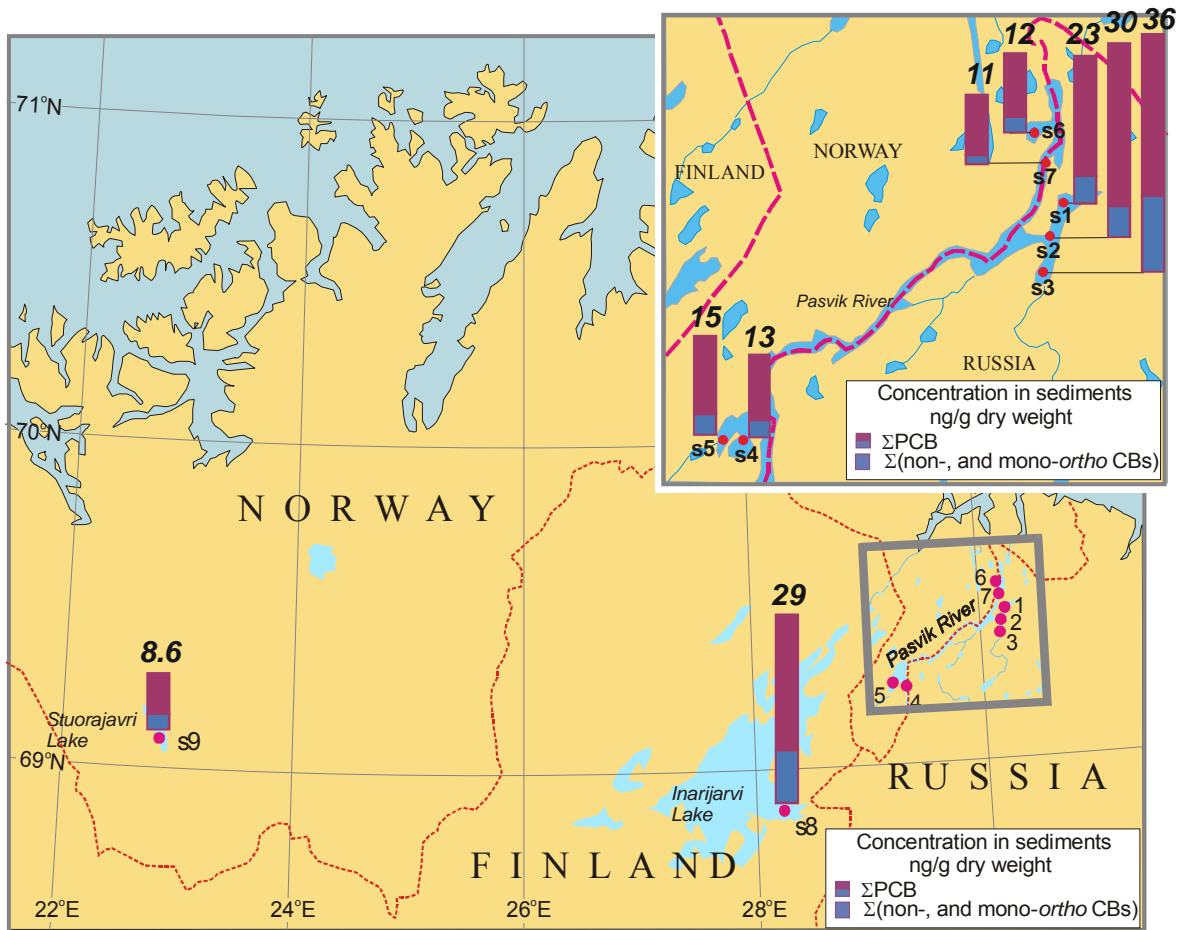 12
23
30
36
11
71°N
s6
NORWAY
FINLAND
s7
s1
s2
s3
Pasvik River
15
13
RUSSIA
Concentration in sediments
ng/g dry weight
ΣPCB
Σ(non-, and mono-ortho CBs)
70°N
s5
s4
NORWAY
6
7
1
2
3
Pasvik River
5
4
29
8.6
Stuorajavri
Lake
s9
69°N
RUSSIA
Inarijarvi
Lake
s8
FINLAND
Concentration in sediments
ng/g dry weight
ΣPCB
Σ(non-, and mono-ortho CBs)
22°E
24°E
26°E
28°E